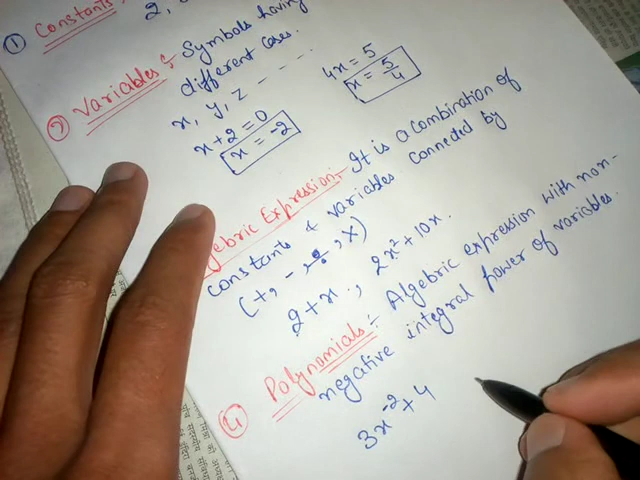 ① Constants :- 2,
② Variables :- Symbols having
different cases.
x, y, z - - - -
x + 2 = 0
x = -2
4x = 5
x = 5/4
gebric Expression:- It is a combination of
constants & variables connected by
(+, -, ÷, ×)
2 + x, 2x² + 10x.
④ Polynomials :- Algebric expression with non-
negative integral power of variables.
3x⁻² + 4